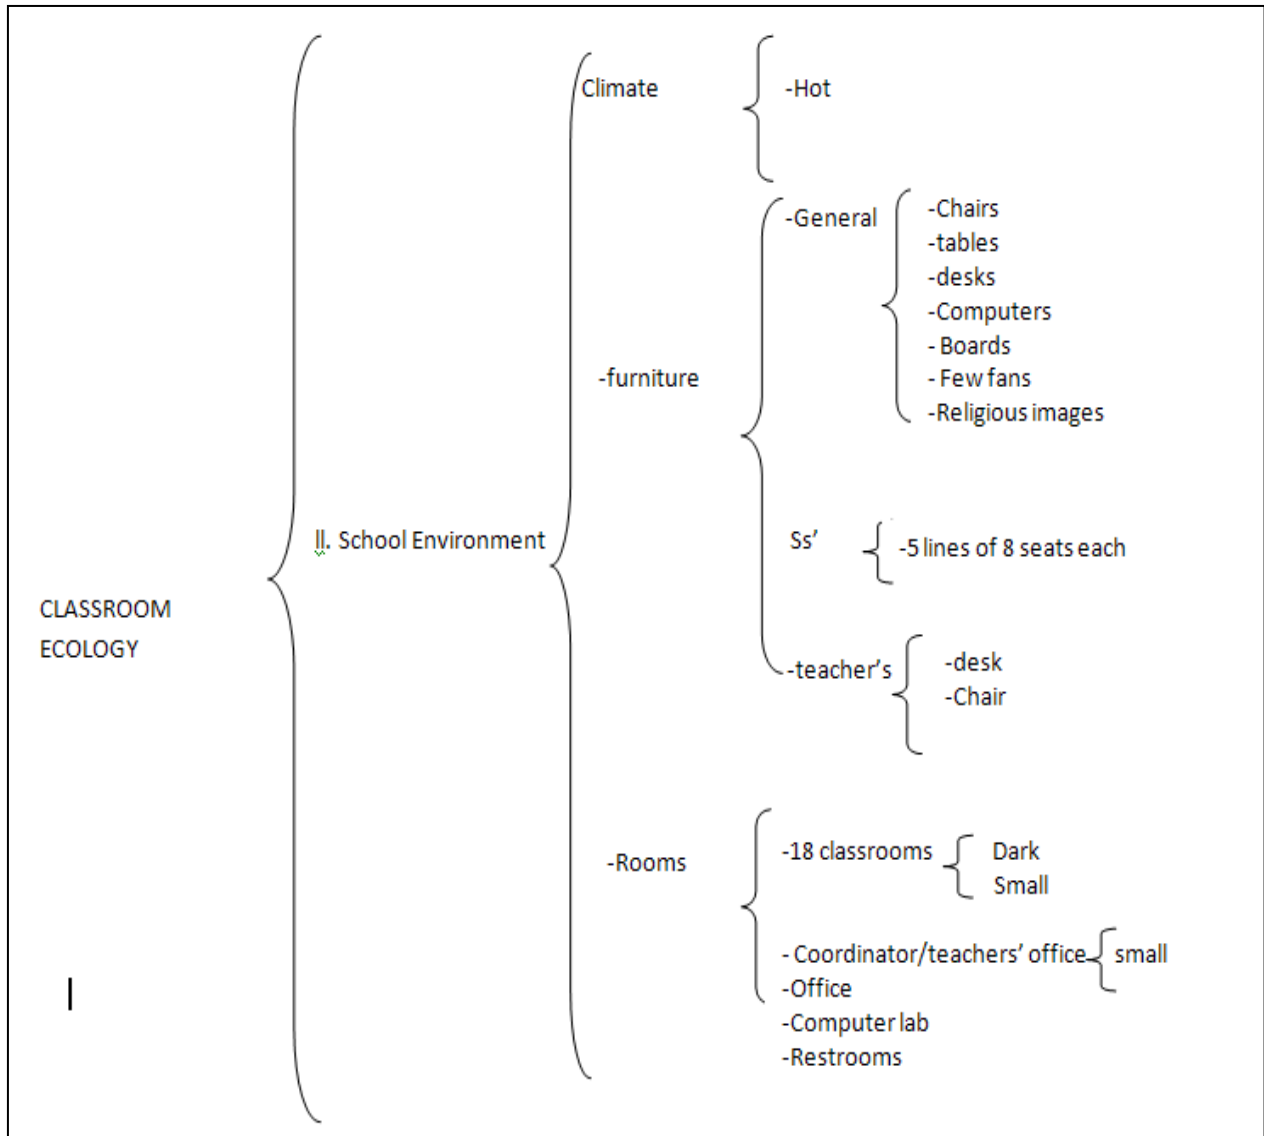 Climate
-Hot
-General
-Chairs
-tables
-desks
-Computers
- Boards
- Few fans
-Religious images
-furniture
Ss’
-5 lines of 8 seats each
II. School Environment
CLASSROOM
ECOLOGY
-teacher’s
-desk
-Chair
-Rooms
-18 classrooms
Dark
Small
- Coordinator/teachers’ office
small
-Office
-Computer lab
-Restrooms